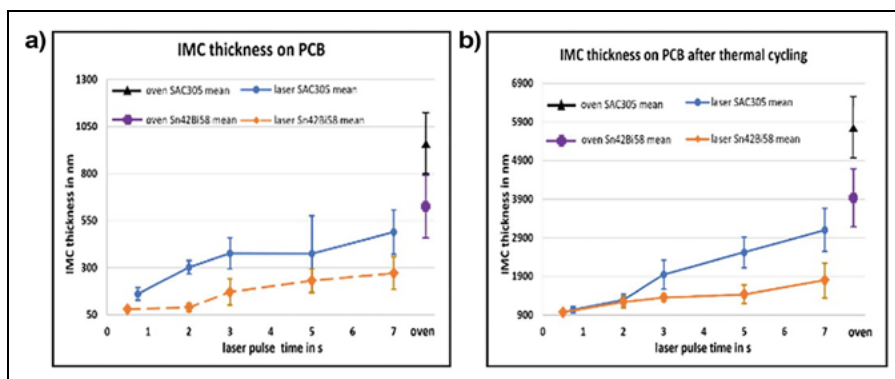 a)
IMC thickness on PCB
1300
1050
800
550
300
50
oven SAC305 mean
laser SAC305 mean
oven Sn42Bi58 mean
laser Sn42Bi58 mean
IMC thickness in nm
0 1 2 3 5 6 7 oven
laser pulse time in s
b)
IMC thickness on PCB after thermal cycling
6900
5900
4900
3900
2900
1900
900
oven SAC305 mean
laser SAC305 mean
oven Sn42Bi58 mean
laser Sn42Bi58 mean
IMC thickness in nm
0 1 2 3 5 6 7 oven
laser pulse time in s